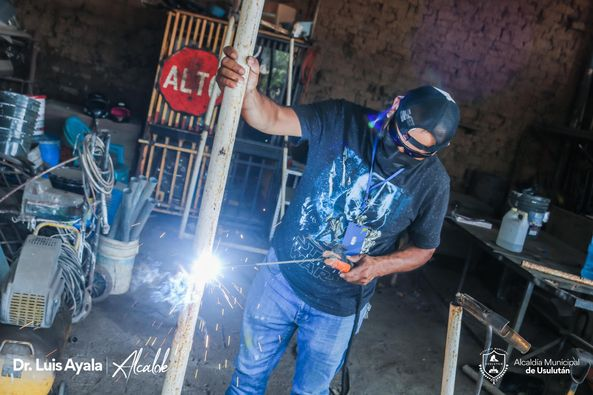 ALTO
Dr. Luis Ayala
Alcalde
Alcaldía Municipal
de Usulután